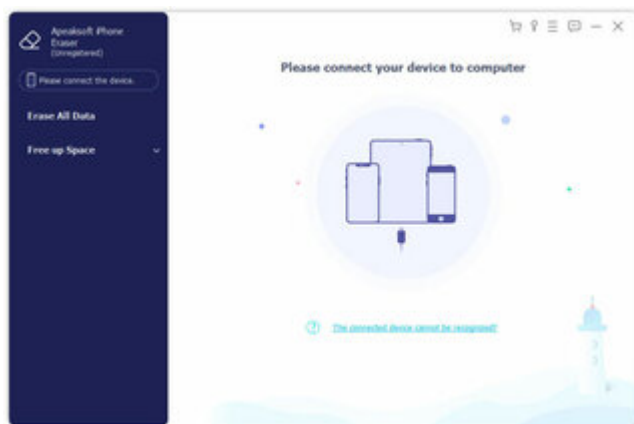 Apeaksoft iPhone
Eraser
(Unregistered)
Please connect the device.
Erase All Data
Free up Space
Please connect your device to computer
The connected device cannot be recognized?